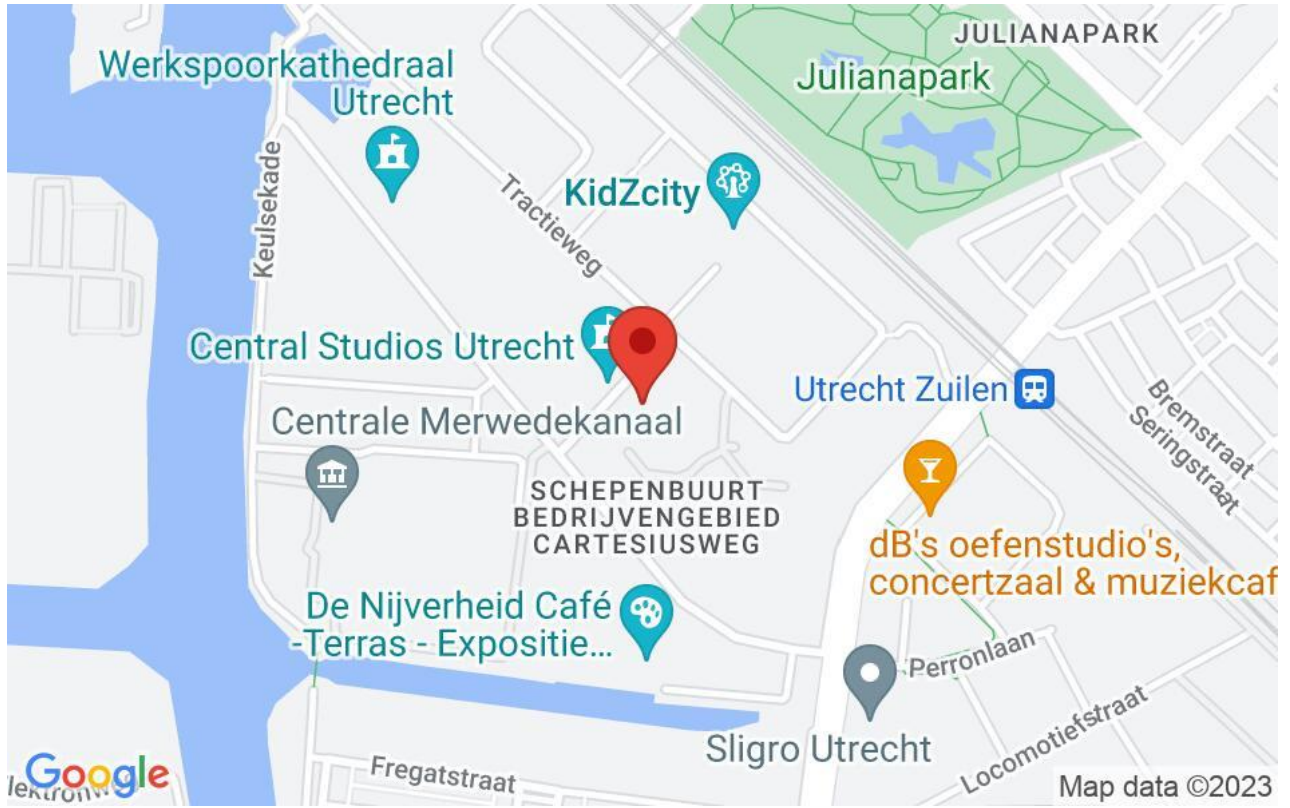 JULIANAPARK
Werkspoorkathedraal
Utrecht
Julianapark
Keulsekade
KidZcity
Tractieweg
Central Studios Utrecht
Utrecht Zuilen
Centrale Merwedekanaal
Bremstraat
Seringstraat
SCHEPENBUURT
BEDRIJVENGEBIED
CARTESIUSWEG
dB's oefenstudio's,
concertzaal & muziekcaf
De Nijverheid Café
-Terras - Expositie...
Perronlaan
Sligro Utrecht
Locomotiefstraat
Fregatstraat
Google
Map data ©2023